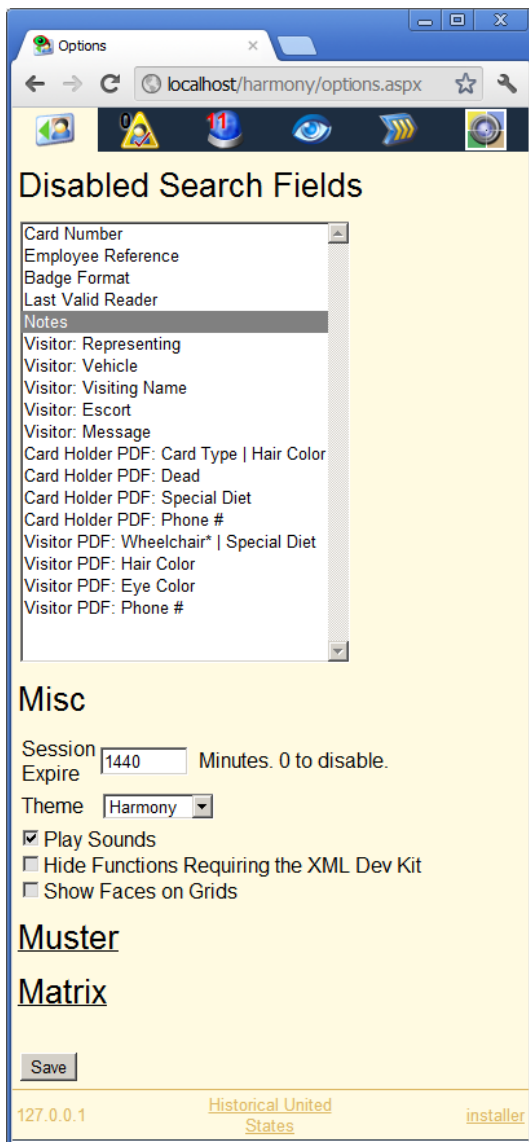 Options
localhost/harmony/options.aspx
0
11
Disabled Search Fields
Card Number
Employee Reference
Badge Format
Last Valid Reader
Notes
Visitor: Representing
Visitor: Vehicle
Visitor: Visiting Name
Visitor: Escort
Visitor: Message
Card Holder PDF: Card Type | Hair Color
Card Holder PDF: Dead
Card Holder PDF: Special Diet
Card Holder PDF: Phone #
Visitor PDF: Wheelchair* | Special Diet
Visitor PDF: Hair Color
Visitor PDF: Eye Color
Visitor PDF: Phone #
Misc
Session Expire 1440 Minutes. 0 to disable.
Theme Harmony
Play Sounds
Hide Functions Requiring the XML Dev Kit
Show Faces on Grids
Muster
Matrix
Save
127.0.0.1 Historical United States installer